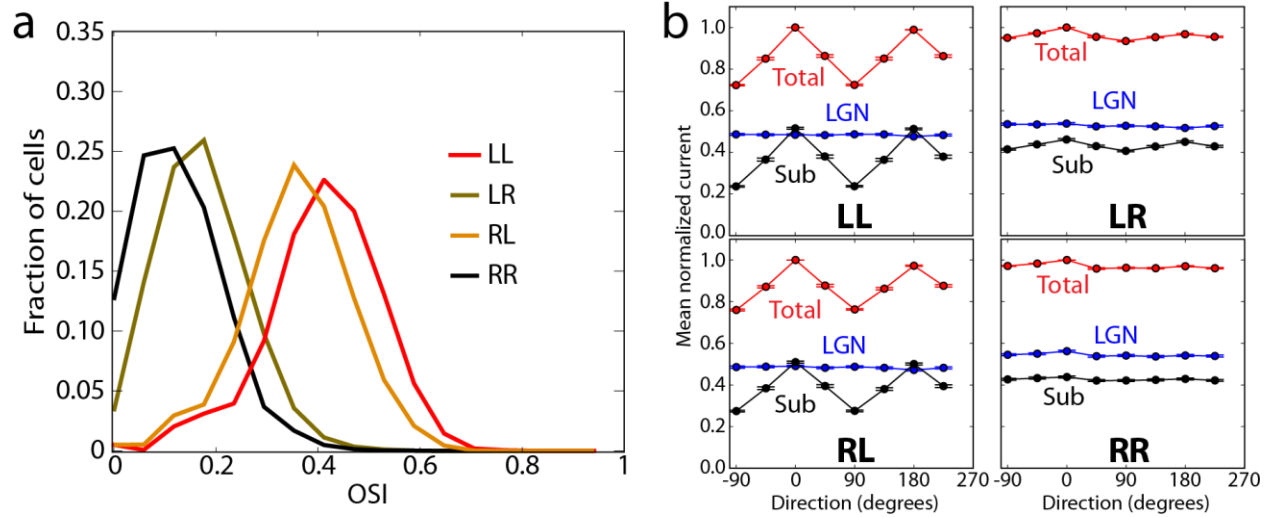 a
0.35
0.30
0.25
0.20
0.15
0.10
0.05
0
0
0.2
0.4
0.6
0.8
1
Fraction of cells
OSI
LL
LR
RL
RR
b
Mean normalized current
1.0
0.8
0.6
0.4
0.2
0.0
Total
LGN
Sub
LL
Total
LGN
Sub
LR
1.0
0.8
0.6
0.4
0.2
0.0
Total
LGN
Sub
RL
-90
0
90
180
270
Direction (degrees)
Total
LGN
Sub
RR
-90
0
90
180
270
Direction (degrees)